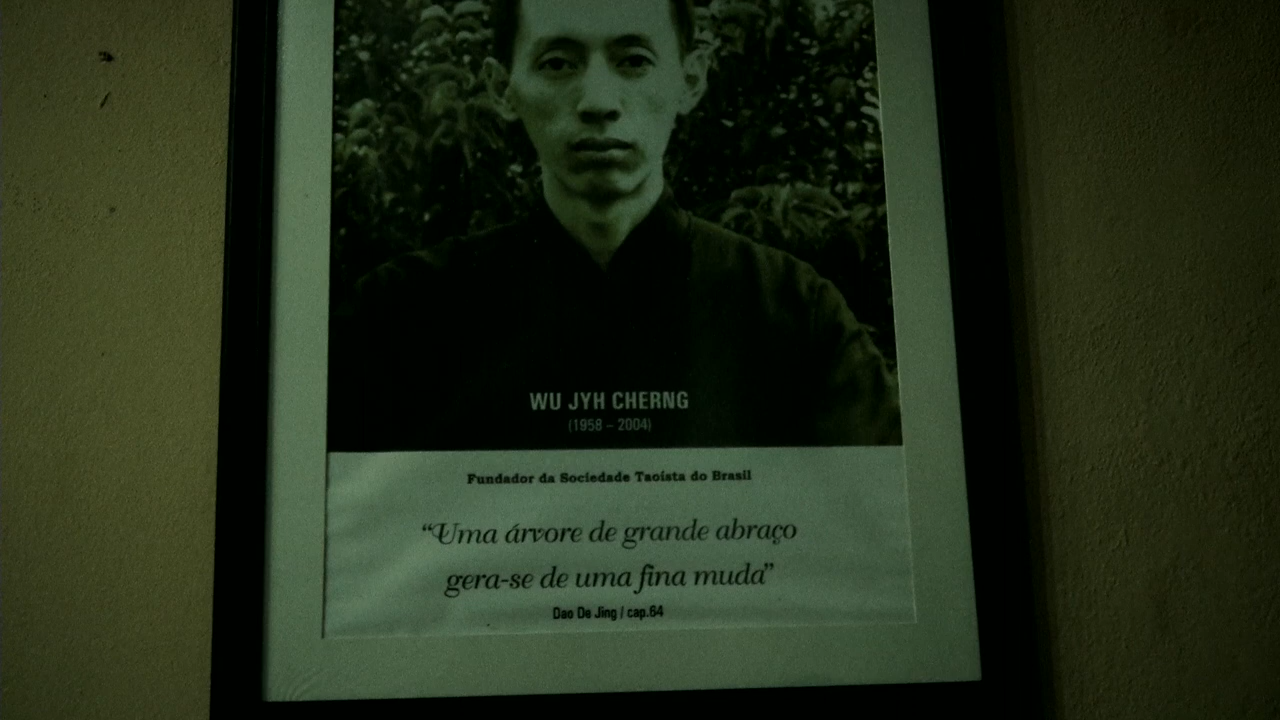 WU JYH CHERNG
(1958 – 2004)
Fundador da Sociedade Taoísta do Brasil
“Uma árvore de grande abraço
gera-se de uma fina muda”
Dao De Jing / cap.64